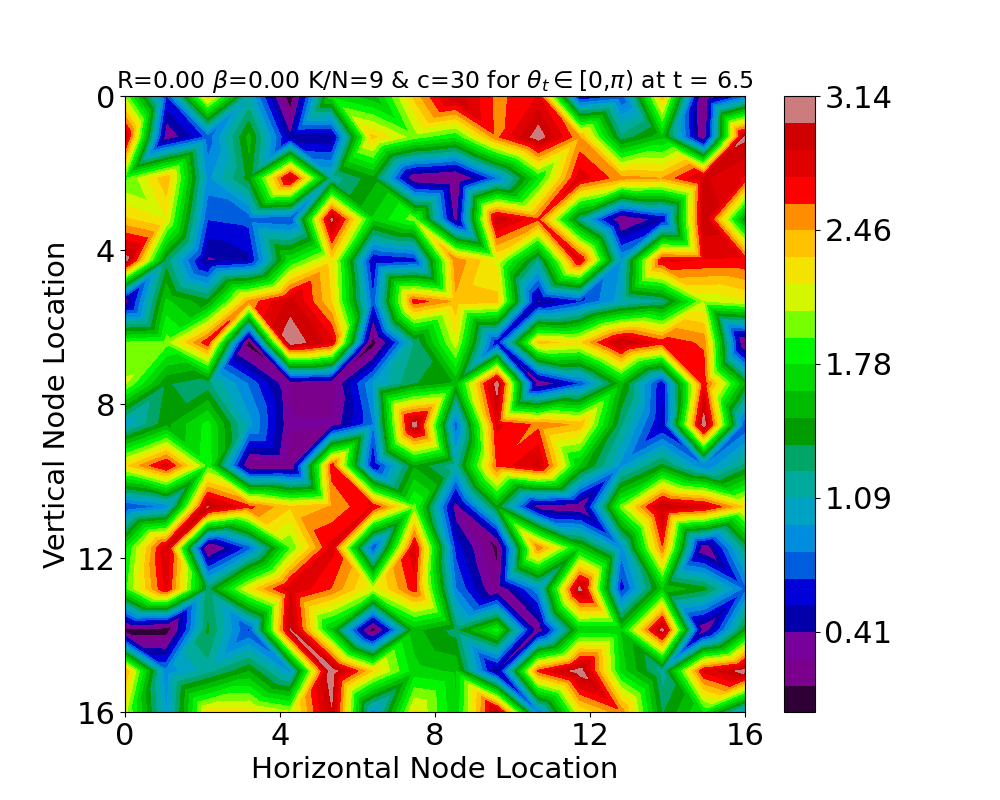 R=0.00 β=0.00 K/N=9 & c=30 for θ_t ∈ [0,π) at t = 6.5
0
4
8
12
16
Vertical Node Location
0 4 8 12 16
Horizontal Node Location
3.14
2.46
1.78
1.09
0.41